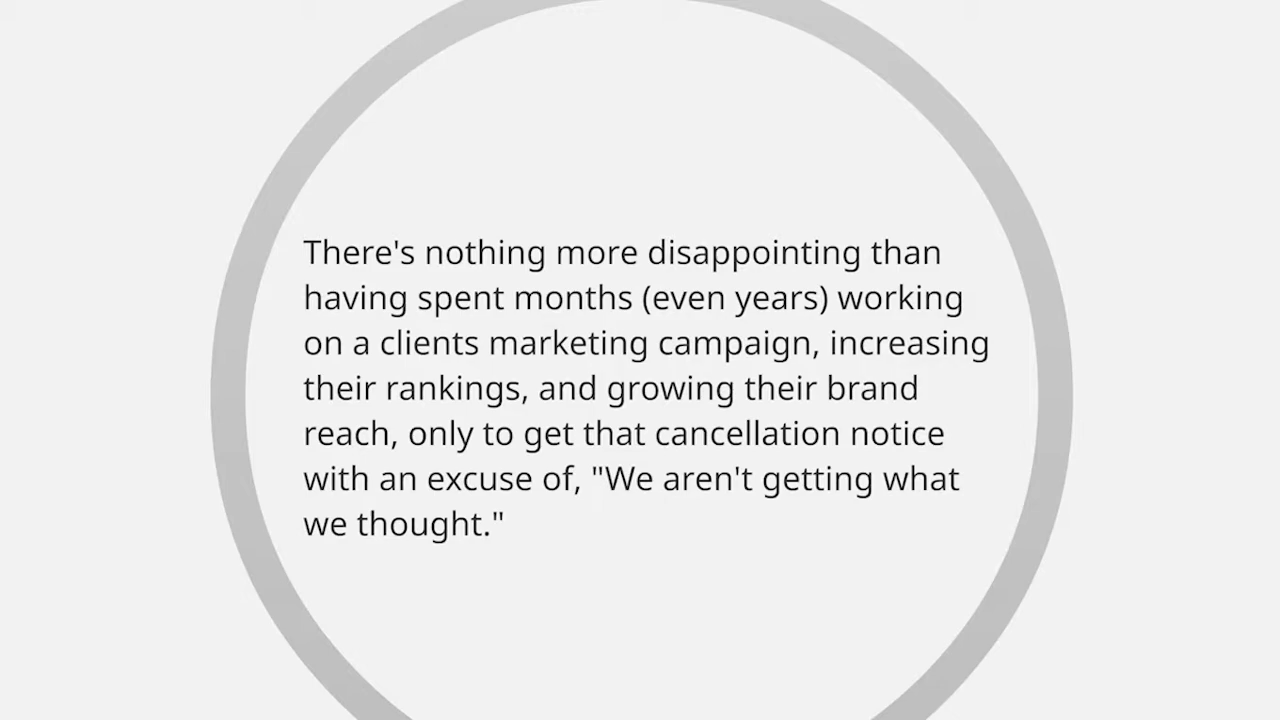 There's nothing more disappointing than
having spent months (even years) working
on a clients marketing campaign, increasing
their rankings, and growing their brand
reach, only to get that cancellation notice
with an excuse of, "We aren't getting what
we thought."